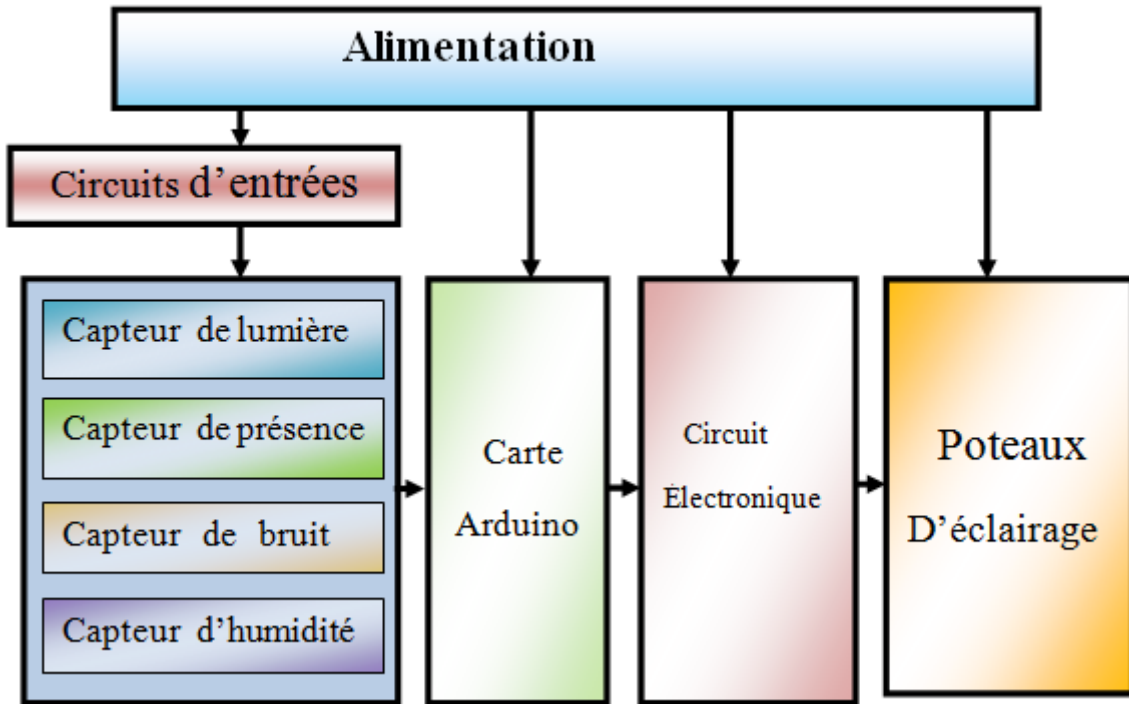 Alimentation
Circuits d’entrées
Capteur de lumière
Capteur de présence
Capteur de bruit
Capteur d’humidité
Carte
Arduino
Circuit
Électronique
Poteaux
D’éclairage